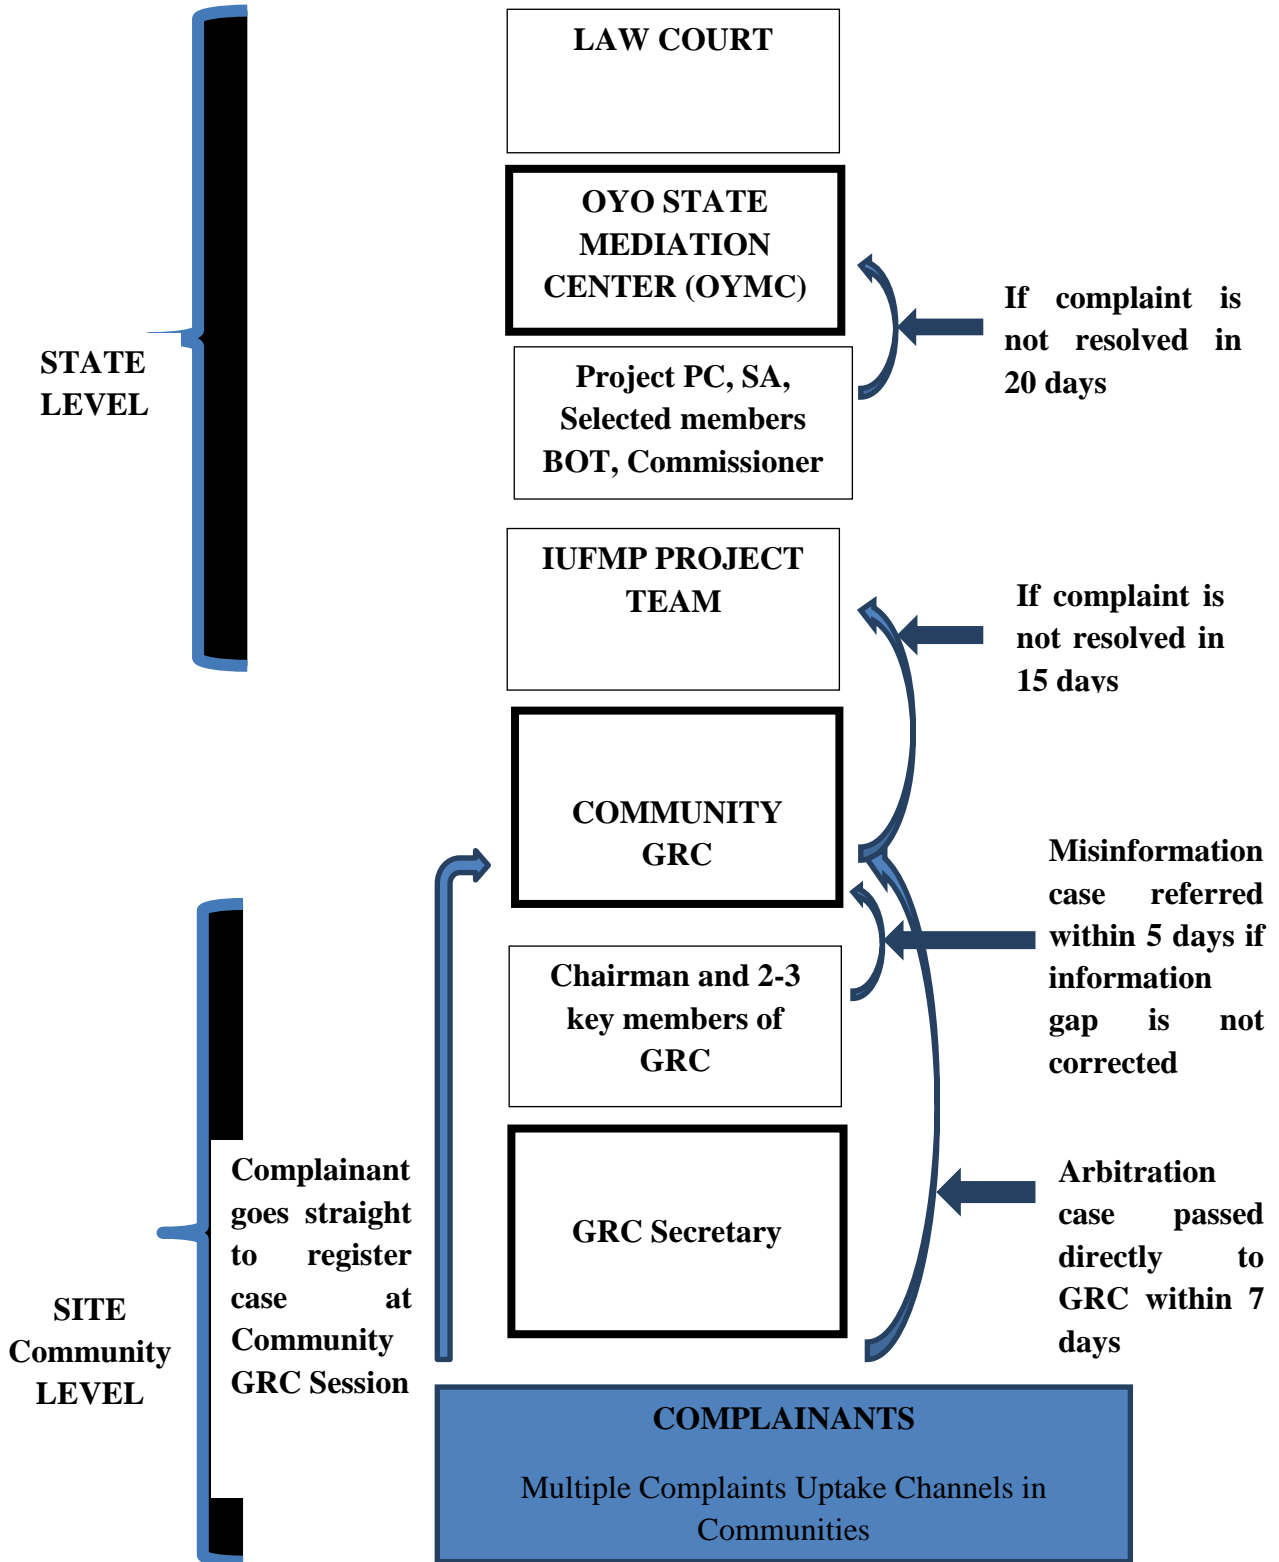 LAW COURT
OYO STATE
MEDIATION
CENTER (OYMC)
If complaint is
not resolved in
20 days
Project PC, SA,
Selected members
BOT, Commissioner
STATE
LEVEL
IUFMP PROJECT
TEAM
If complaint is
not resolved in
15 days
COMMUNITY
GRC
Misinformation
case referred
within 5 days if
information
gap is not
corrected
Chairman and 2-3
key members of
GRC
Complainant
goes straight
to register
case at
Community
GRC Session
GRC Secretary
Arbitration
case passed
directly to
GRC within 7
days
SITE
Community
LEVEL
COMPLAINANTS
Multiple Complaints Uptake Channels in
Communities